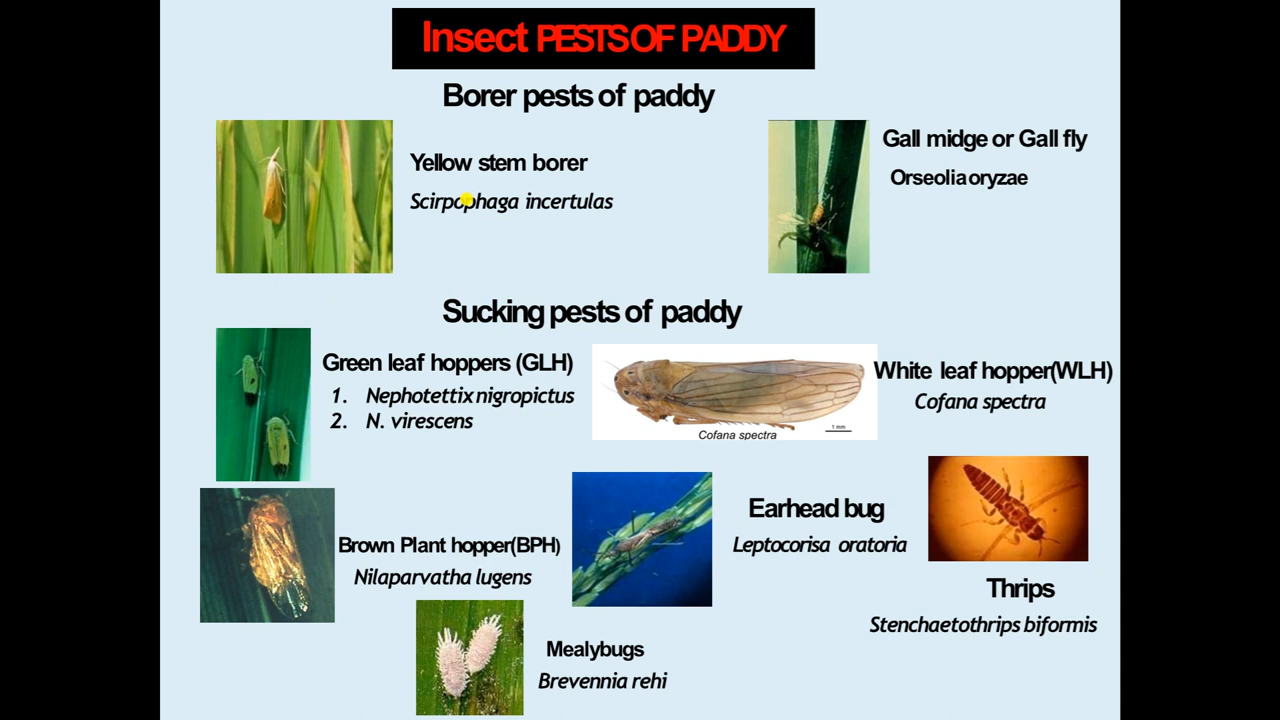 Insect PESTS OF PADDY
Borer pests of paddy
Yellow stem borer
Scirpophaga incertulas
Gall midge or Gall fly
Orseolia oryzae
Sucking pests of paddy
Green leaf hoppers (GLH)
1. Nephotettix nigropictus
2. N. virescens
Cofana spectra
1 mm
White leaf hopper(WLH)
Cofana spectra
Brown Plant hopper(BPH)
Nilaparvatha lugens
Earhead bug
Leptocorisa oratoria
Thrips
Stenchaetothrips biformis
Mealybugs
Brevennia rehi